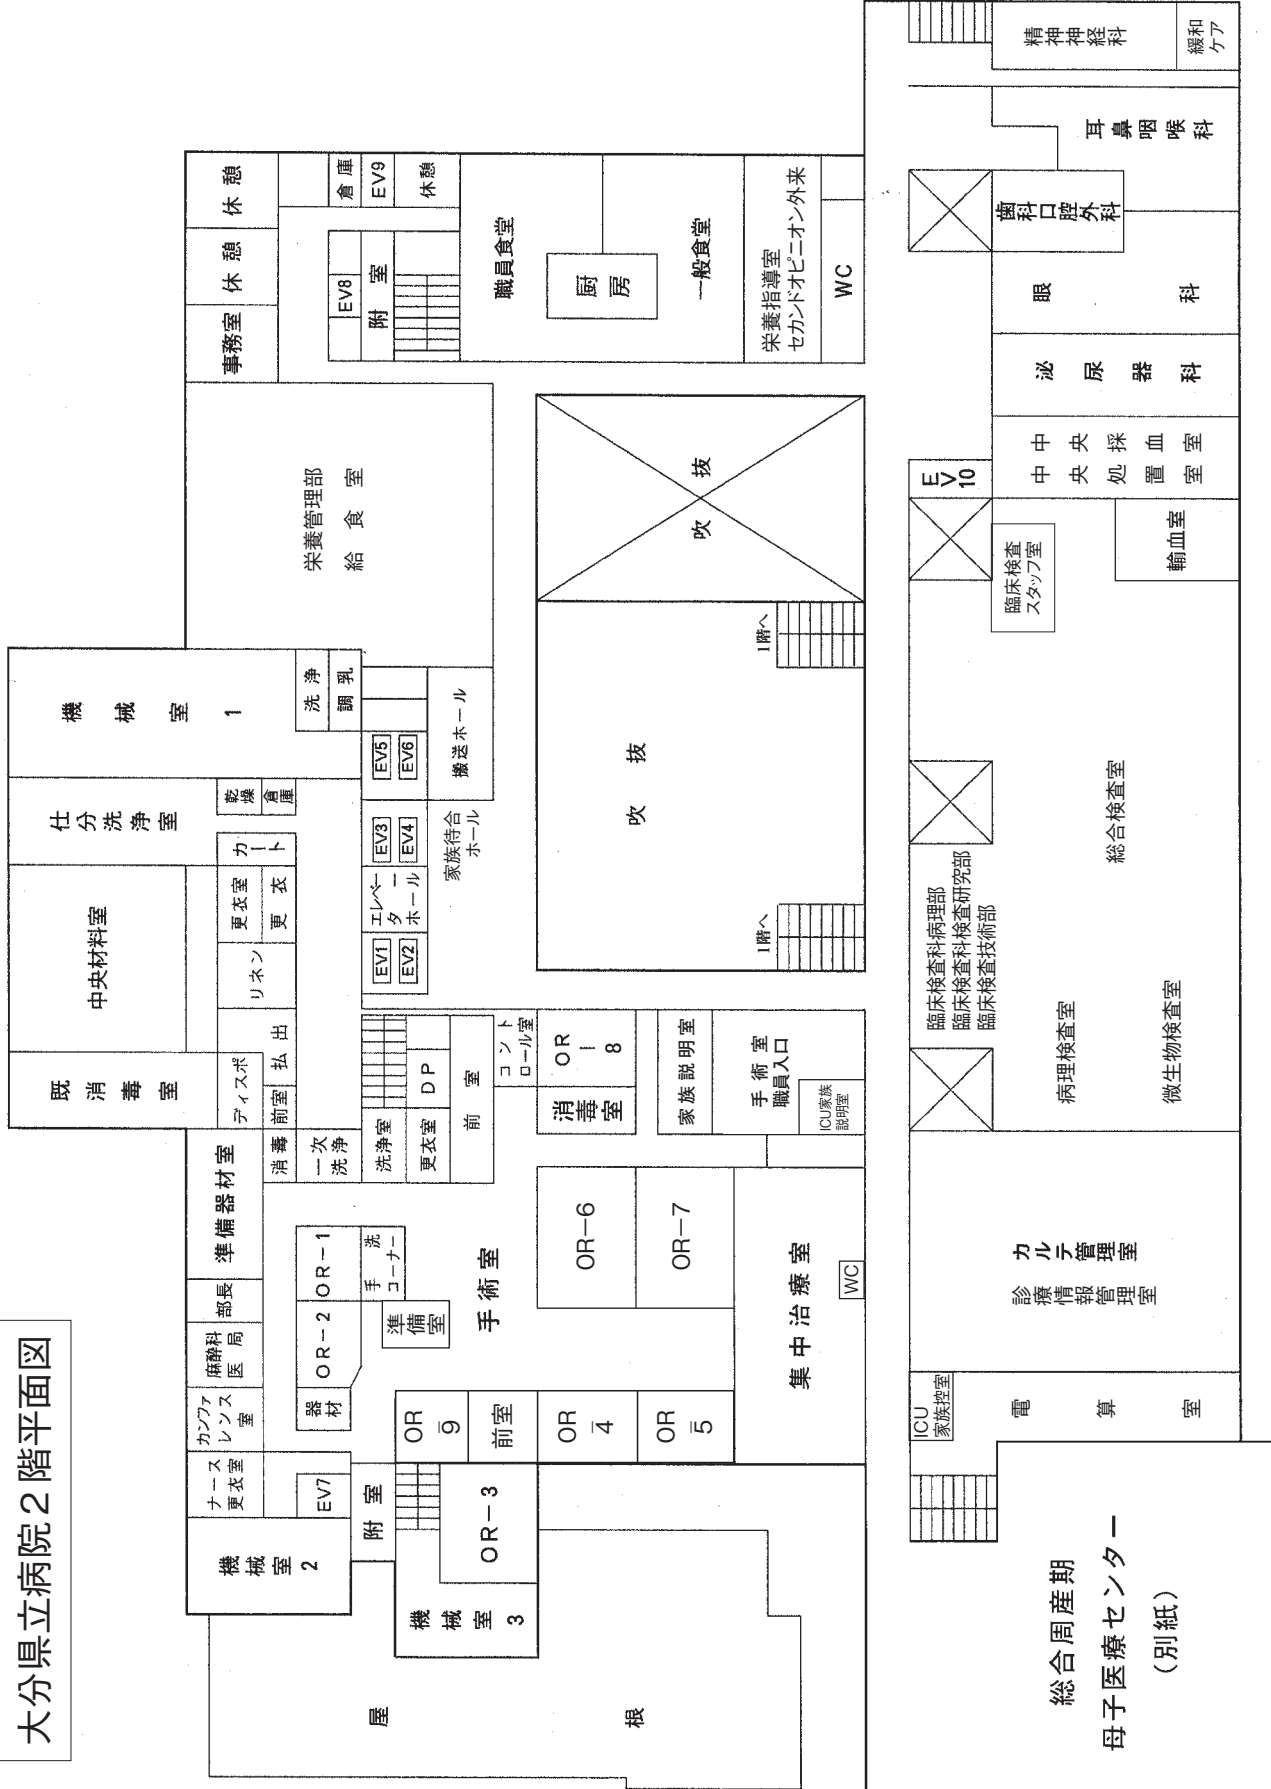 大分県立病院2階平面図
機械室2
ナース
更衣室
カンファ
レンス
室
麻酔科
医局
部長
準備器材室
既消毒室
中央材料室
仕分洗浄室
機械室1
事務室
休憩
休憩
EV7
器材
OR-2
OR-1
消毒
一次
洗浄
前室
ディスポ
払出
リネン
更衣室
更衣
カート
乾燥
倉庫
洗浄
調乳
栄養管理部
給食室
EV8
附室
倉庫
EV9
休憩
附室
手洗
コーナー
準備室
洗浄室
更衣室
DP
前室
EV1
EV2
エレベー
ター
ホール
EV3
EV4
EV5
EV6
家族待合
ホール
搬送ホール
職員食堂
厨房
一般食堂
栄養指導室
セカンドオピニオン外来
WC
屋根
機械室3
OR-3
OR-9
前室
OR-4
OR-5
手術室
OR-6
OR-7
消毒室
OR-8
コント
ロール室
家族説明室
手術室
職員入口
ICU家族
説明室
集中治療室
WC
吹抜
1階へ
1階へ
吹抜
総合周産期
母子医療センター
(別紙)
ICU
家族控室
電算室
カルテ管理室
診療情報管理室
臨床検査科病理部
臨床検査科検査研究部
臨床検査技術部
病理検査室
微生物検査室
総合検査室
臨床検査
スタッフ室
輸血室
EV10
中央採血室
中央処置室
泌尿器科
眼科
歯科口腔外科
耳鼻咽喉科
精神神経科
緩和
ケア